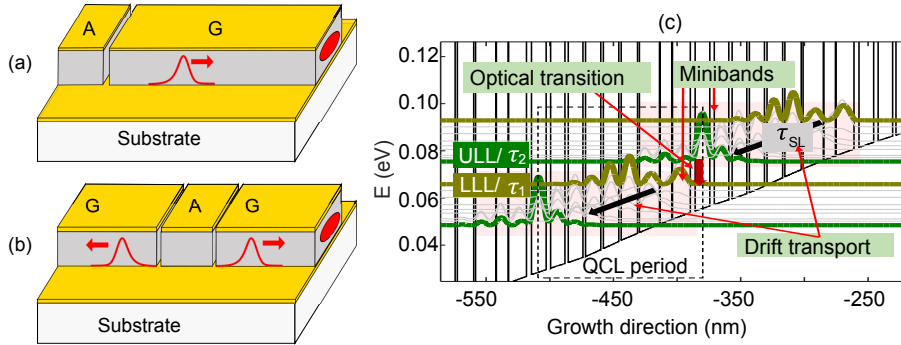 (a)
A
G
Substrate
(b)
G
A
G
Substrate
(c)
Optical transition
Minibands
τSL
ULL/ τ2
LLL/ τ1
Drift transport
QCL period
E (eV)
0.12
0.10
0.08
0.06
0.04
-550
-450
-350
-250
Growth direction (nm)